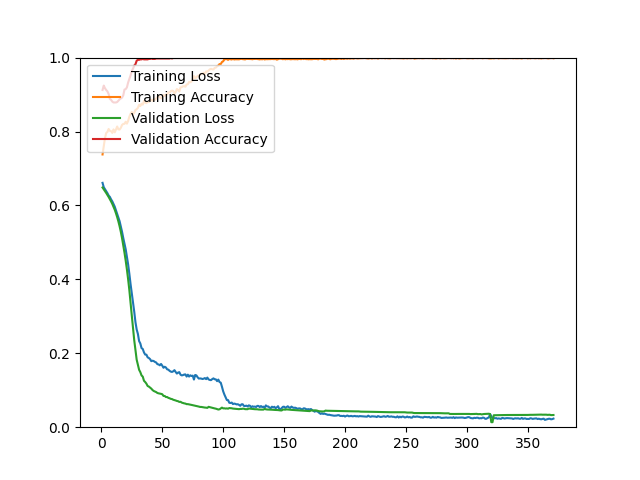 1.0
0.8
0.6
0.4
0.2
0.0
Training Loss
Training Accuracy
Validation Loss
Validation Accuracy
0 50 100 150 200 250 300 350